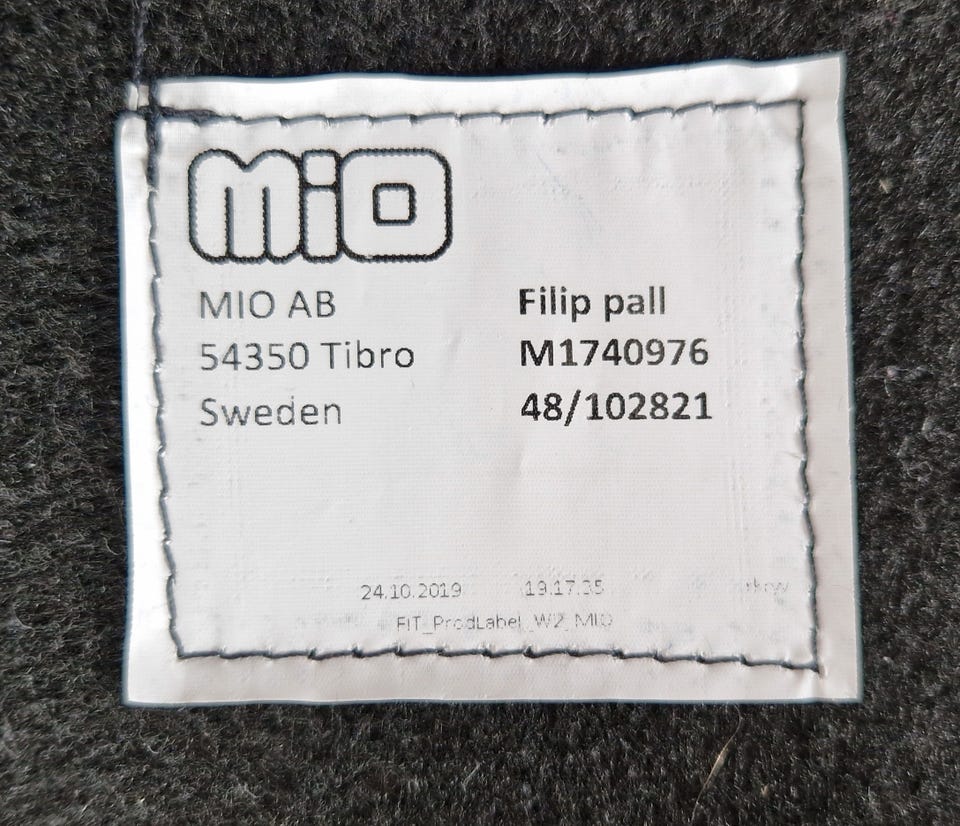 MiO
MIO AB
54350 Tibro
Sweden
Filip pall
M1740976
48/102821
24.10.2019 19.17.35
FIT_ProdLabel_W2_MIO